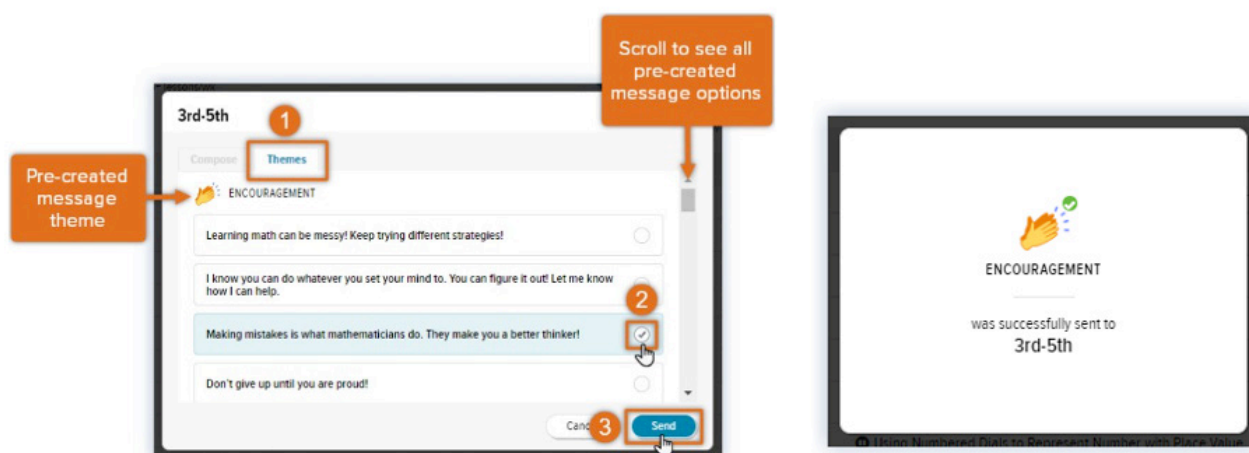 Scroll to see all
pre-created
message options
3rd-5th
1
Compose
Themes
Pre-created
message
theme
ENCOURAGEMENT
Learning math can be messy! Keep trying different strategies!
I know you can do whatever you set your mind to. You can figure it out! Let me know
how I can help.
2
Making mistakes is what mathematicians do. They make you a better thinker!
Don't give up until you are proud!
3
Send
ENCOURAGEMENT
was successfully sent to
3rd-5th
Using Numbered Dials to Represent Number with Place Value